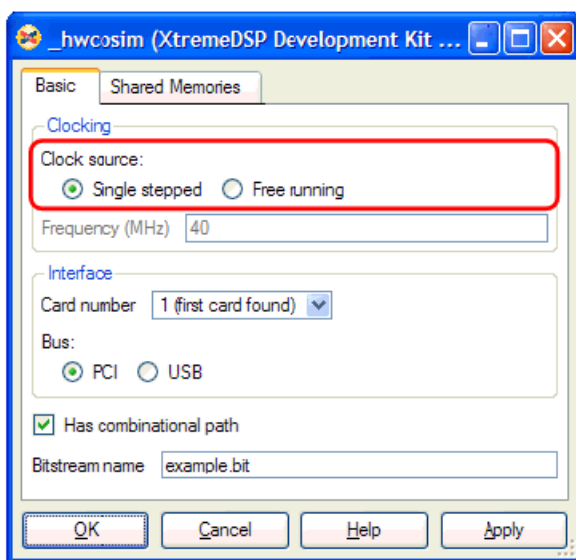 _hwcosim (XtremeDSP Development Kit ...
Basic Shared Memories
Clocking
Clock source:
Single stepped Free running
Frequency (MHz) 40
Interface
Card number 1 (first card found)
Bus:
PCI USB
Has combinational path
Bitstream name example.bit
OK Cancel Help Apply